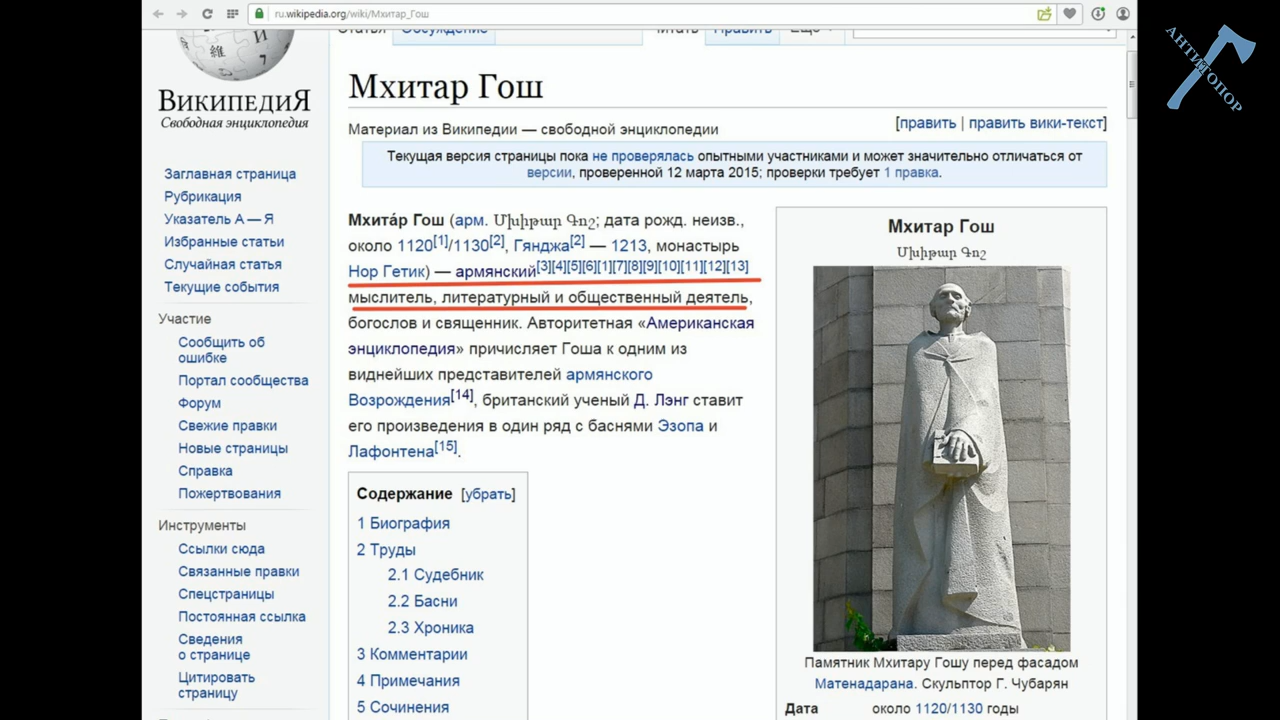 ru.wikipedia.org/wiki/Мхитар_Гош
АНТИТОПОР
Статья Обсуждение Читать Править Ещё
ВикипедиЯ
Свободная энциклопедия
Заглавная страница
Рубрикация
Указатель А — Я
Избранные статьи
Случайная статья
Текущие события
Участие
Сообщить об
ошибке
Портал сообщества
Форум
Свежие правки
Новые страницы
Справка
Пожертвования
Инструменты
Ссылки сюда
Связанные правки
Спецстраницы
Постоянная ссылка
Сведения
о странице
Цитировать
страницу
Мхитар Гош
Материал из Википедии — свободной энциклопедии
[править | править вики-текст]
Текущая версия страницы пока не проверялась опытными участниками и может значительно отличаться от
версии, проверенной 12 марта 2015; проверки требует 1 правка.
Мхита́р Гош (арм. Մխիթար Գոշ; дата рожд. неизв.,
около 1120[1]/1130[2], Гянджа[2] — 1213, монастырь
Нор Гетик) — армянский[3][4][5][6][1][7][8][9][10][11][12][13]
мыслитель, литературный и общественный деятель,
богослов и священник. Авторитетная «Американская
энциклопедия» причисляет Гоша к одним из
виднейших представителей армянского
Возрождения[14], британский ученый Д. Лэнг ставит
его произведения в один ряд с баснями Эзопа и
Лафонтена[15].
Содержание [убрать]
1 Биография
2 Труды
2.1 Судебник
2.2 Басни
2.3 Хроника
3 Комментарии
4 Примечания
5 Сочинения
Мхитар Гош
Մխիթար Գոշ
Памятник Мхитару Гошу перед фасадом
Матенадарана. Скульптор Г. Чубарян
Дата около 1120/1130 годы